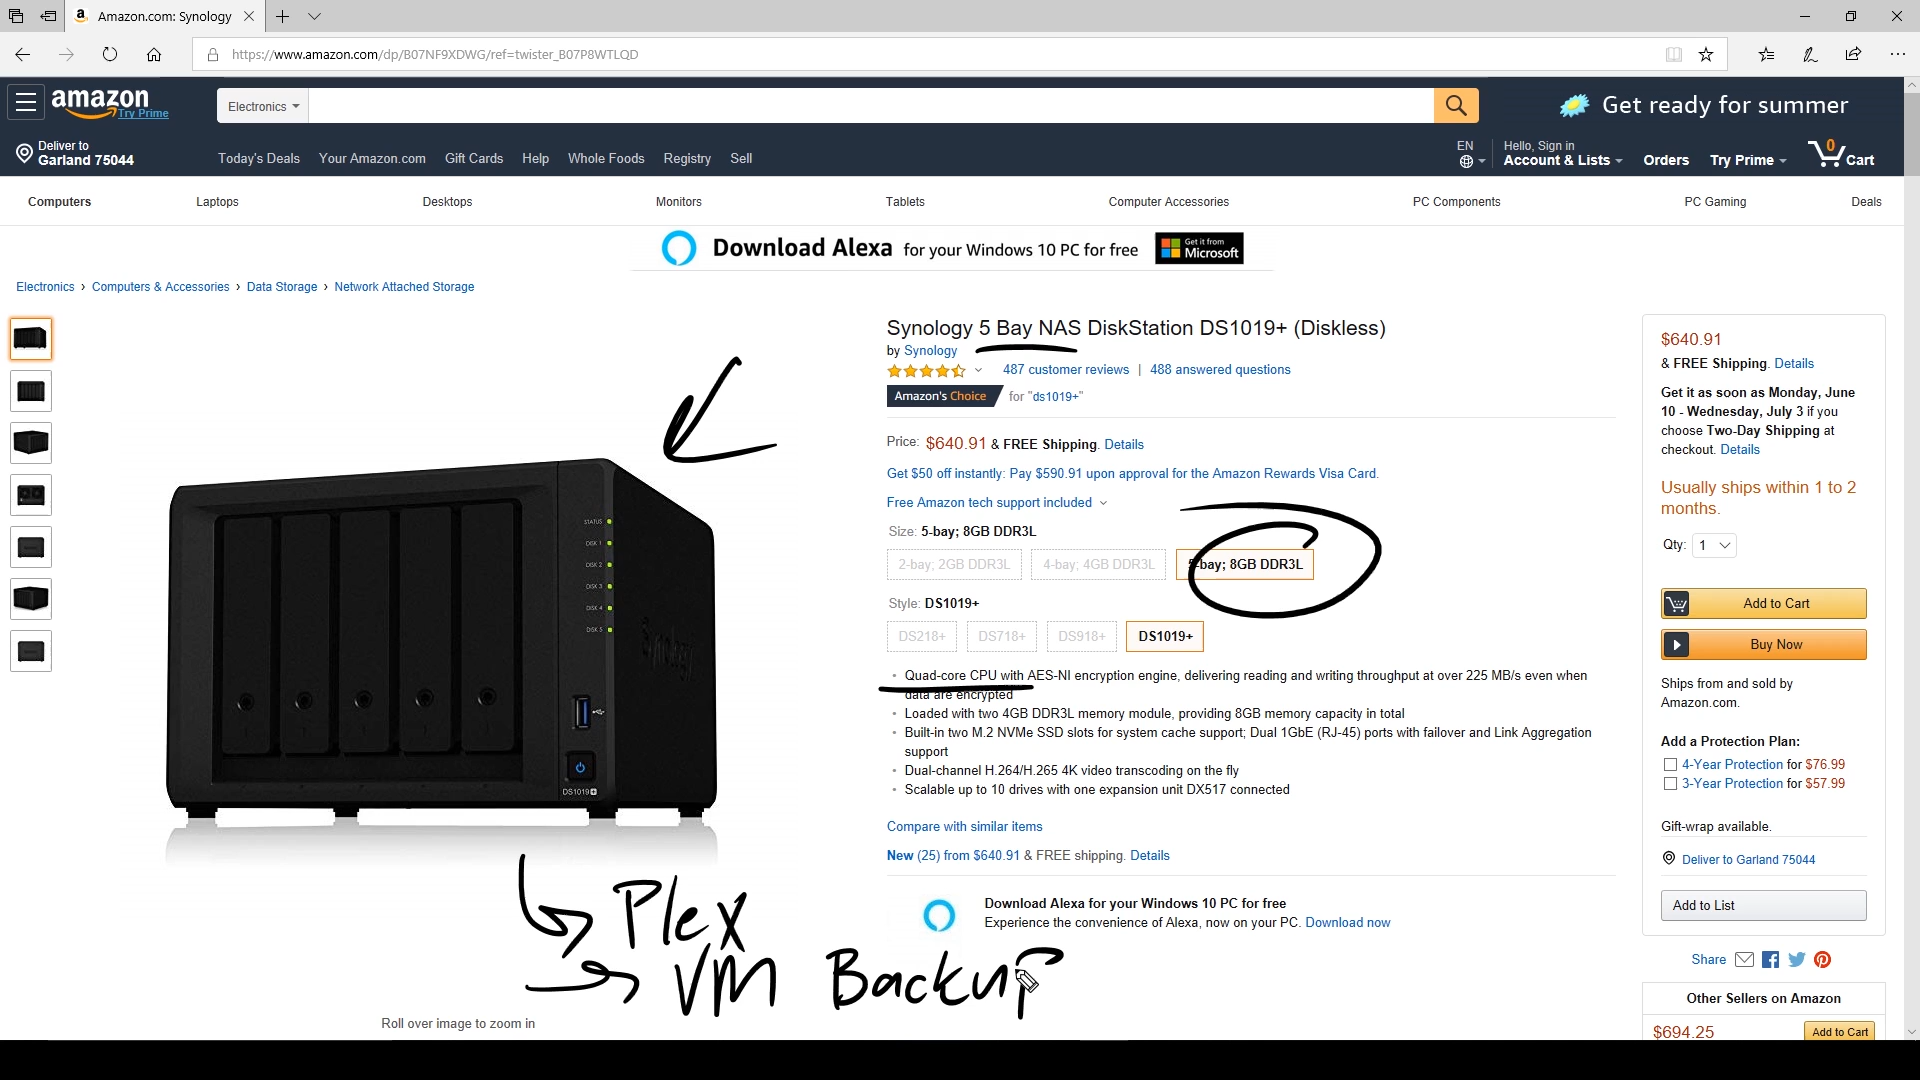 Amazon.com: Synology
https://www.amazon.com/dp/B07NF9XDWG/ref=twister_B07P8WTLQD
amazon
Try Prime
Electronics
Get ready for summer
Deliver to
Garland 75044
Today's Deals Your Amazon.com Gift Cards Help Whole Foods Registry Sell
EN
Hello, Sign in
Account & Lists
Orders
Try Prime
0
Cart
Computers Laptops Desktops Monitors Tablets Computer Accessories PC Components PC Gaming Deals
Download Alexa for your Windows 10 PC for free
Get it from
Microsoft
Electronics › Computers & Accessories › Data Storage › Network Attached Storage
Synology 5 Bay NAS DiskStation DS1019+ (Diskless)
by Synology
487 customer reviews | 488 answered questions
Amazon's Choice for "ds1019+"
Price: $640.91 & FREE Shipping. Details
Get $50 off instantly: Pay $590.91 upon approval for the Amazon Rewards Visa Card.
Free Amazon tech support included
Size: 5-bay; 8GB DDR3L
2-bay; 2GB DDR3L
4-bay; 4GB DDR3L
5-bay; 8GB DDR3L
Style: DS1019+
DS218+
DS718+
DS918+
DS1019+
Quad-core CPU with AES-NI encryption engine, delivering reading and writing throughput at over 225 MB/s even when
data are encrypted
Loaded with two 4GB DDR3L memory module, providing 8GB memory capacity in total
Built-in two M.2 NVMe SSD slots for system cache support; Dual 1GbE (RJ-45) ports with failover and Link Aggregation
support
Dual-channel H.264/H.265 4K video transcoding on the fly
Scalable up to 10 drives with one expansion unit DX517 connected
Compare with similar items
New (25) from $640.91 & FREE shipping. Details
Download Alexa for your Windows 10 PC for free
Experience the convenience of Alexa, now on your PC. Download now
STATUS
DISK 1
DISK 2
DISK 3
DISK 4
DISK 5
Synology
DS1019+
Plex
VM Backup
Roll over image to zoom in
$640.91
& FREE Shipping. Details
Get it as soon as Monday, June
10 - Wednesday, July 3 if you
choose Two-Day Shipping at
checkout. Details
Usually ships within 1 to 2
months.
Qty: 1
Add to Cart
Buy Now
Ships from and sold by
Amazon.com.
Add a Protection Plan:
4-Year Protection for $76.99
3-Year Protection for $57.99
Gift-wrap available.
Deliver to Garland 75044
Add to List
Share
Other Sellers on Amazon
$694.25
Add to Cart